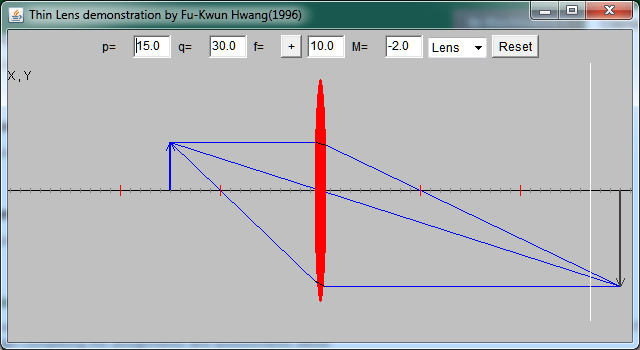 Thin Lens demonstration by Fu-Kwun Hwang(1996)
p= 15.0 q= 30.0 f= + 10.0 M= -2.0 Lens Reset
X,Y